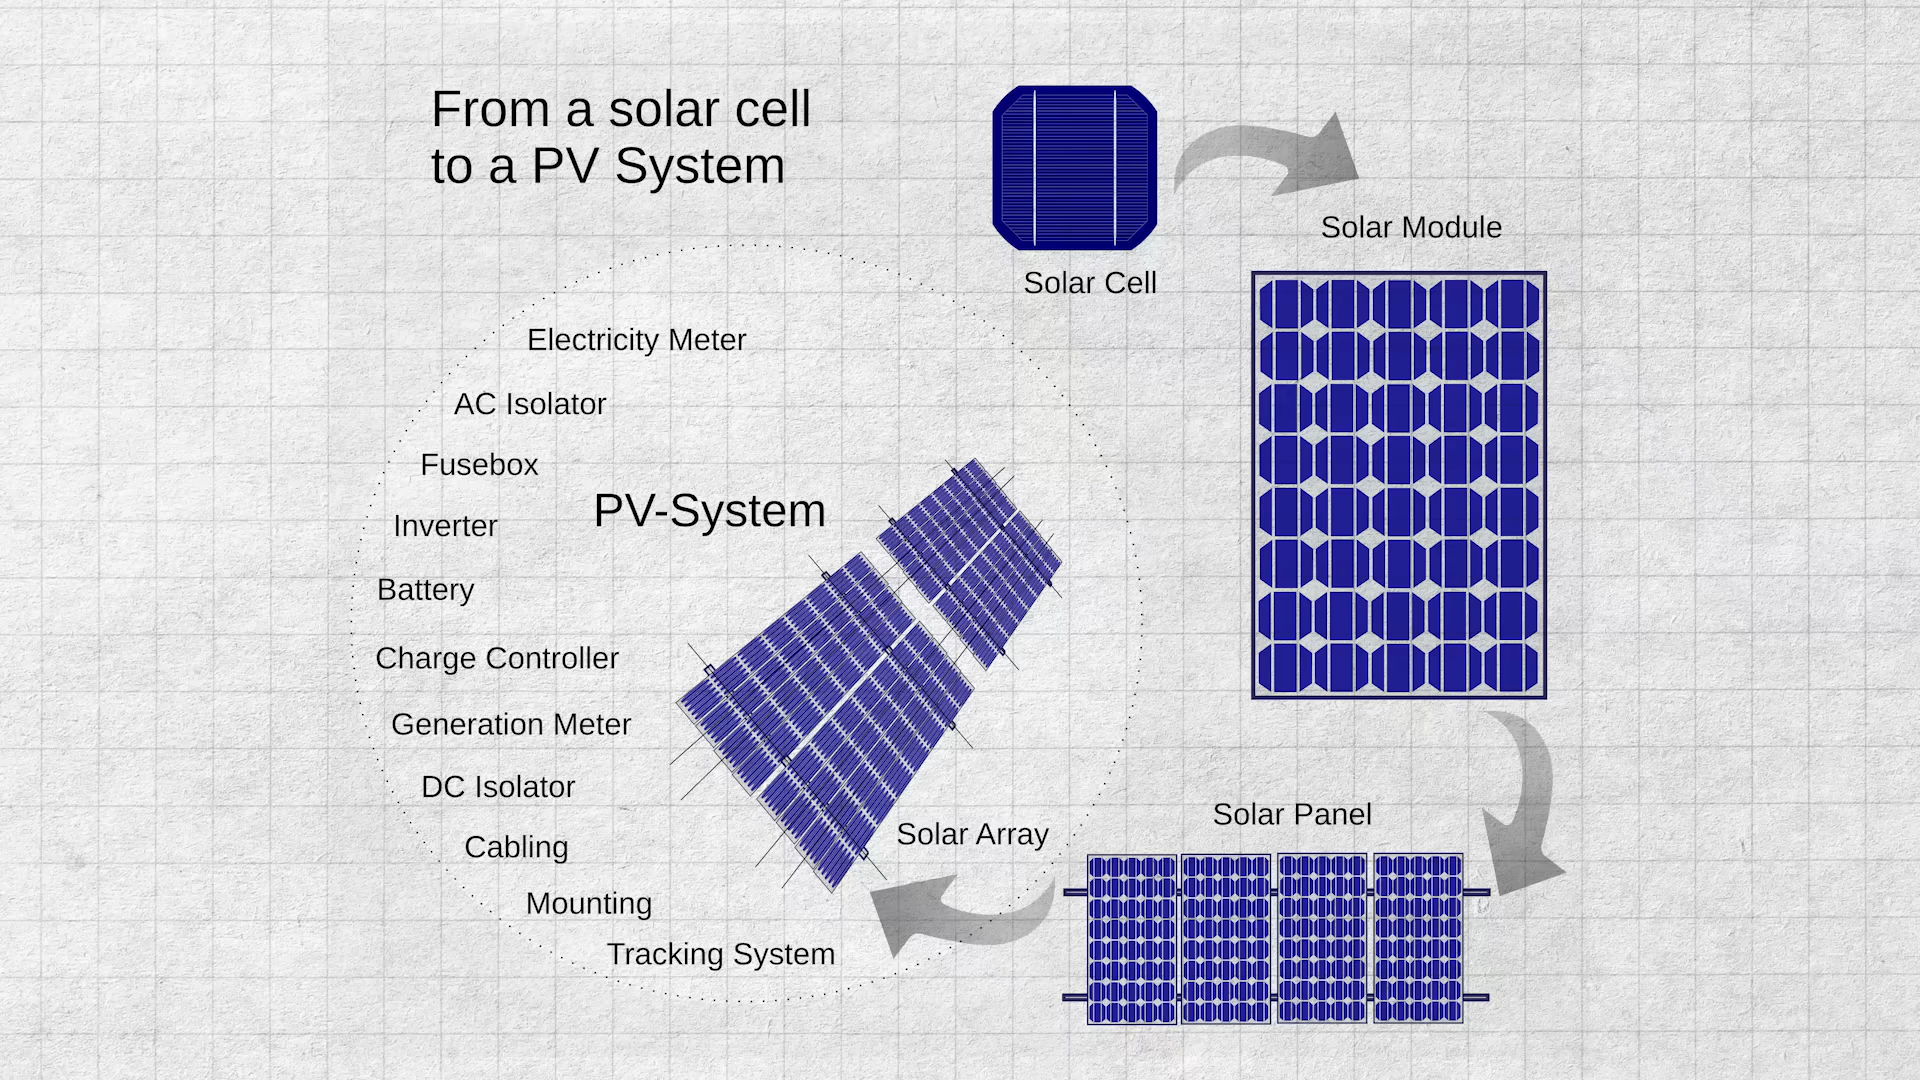 From a solar cell
to a PV System
Solar Cell
Solar Module
Solar Panel
Solar Array
PV-System
Electricity Meter
AC Isolator
Fusebox
Inverter
Battery
Charge Controller
Generation Meter
DC Isolator
Cabling
Mounting
Tracking System